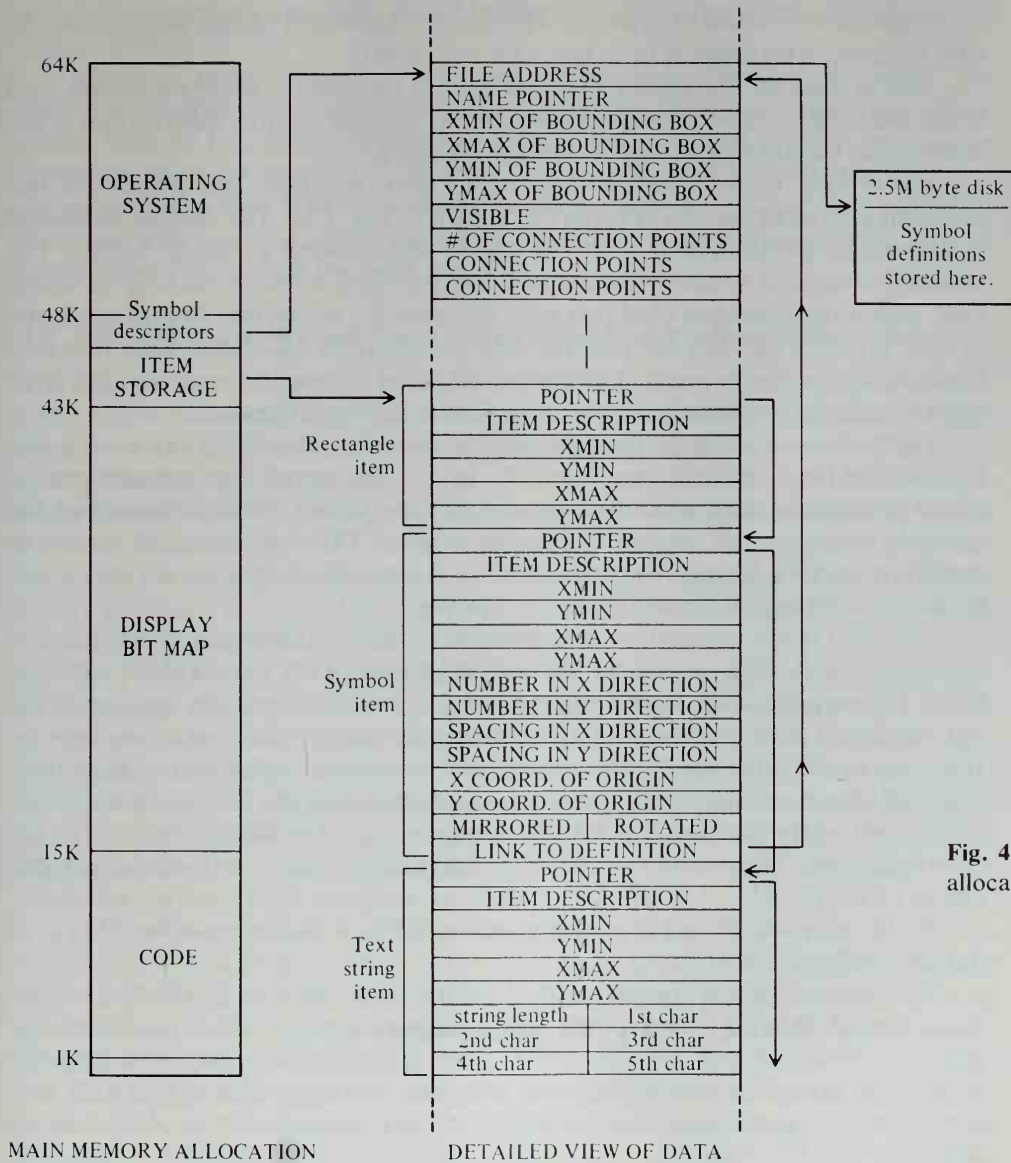 64K
OPERATING
SYSTEM
48K
Symbol
descriptors
ITEM
STORAGE
43K
DISPLAY
BIT MAP
15K
CODE
1K
MAIN MEMORY ALLOCATION
FILE ADDRESS
NAME POINTER
XMIN OF BOUNDING BOX
XMAX OF BOUNDING BOX
YMIN OF BOUNDING BOX
YMAX OF BOUNDING BOX
VISIBLE
# OF CONNECTION POINTS
CONNECTION POINTS
CONNECTION POINTS
Rectangle
item
POINTER
ITEM DESCRIPTION
XMIN
YMIN
XMAX
YMAX
Symbol
item
POINTER
ITEM DESCRIPTION
XMIN
YMIN
XMAX
YMAX
NUMBER IN X DIRECTION
NUMBER IN Y DIRECTION
SPACING IN X DIRECTION
SPACING IN Y DIRECTION
X COORD. OF ORIGIN
Y COORD. OF ORIGIN
MIRRORED ROTATED
LINK TO DEFINITION
Text
string
item
POINTER
ITEM DESCRIPTION
XMIN
YMIN
XMAX
YMAX
string length 1st char
2nd char 3rd char
4th char 5th char
DETAILED VIEW OF DATA
2.5M byte disk
Symbol
definitions
stored here.
Fig. 4
alloca